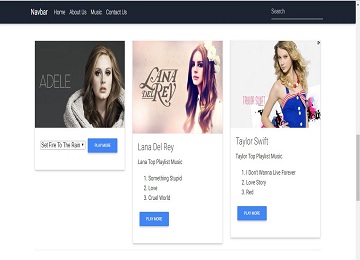 Navbar Home About Us Music Contact Us Search
ADELE
Set Fire To The Rain
PLAY MORE
LANA
DEL REY
Lana Del Rey
Lana Top Playlist Music
1. Something Stupid
2. Love
3. Cruel World
PLAY MORE
TAYLOR SWIFT
Taylor Swift
Taylor Top Playlist Music
1. I Don't Wanna Live Forever
2. Love Story
3. Red
PLAY MORE